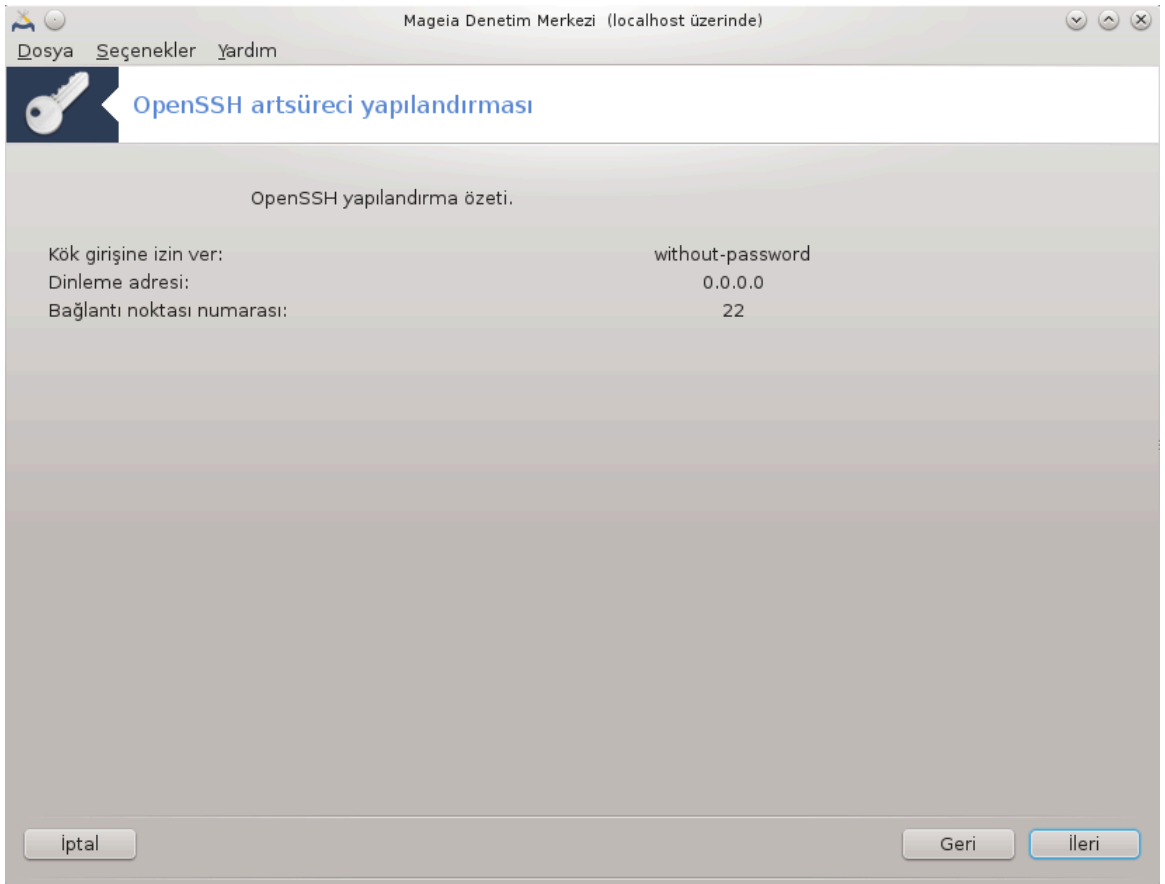 Mageia Denetim Merkezi (localhost üzerinde)
Dosya Seçenekler Yardım
OpenSSH artsüreci yapılandırması
OpenSSH yapılandırma özeti.
Kök girişine izin ver: without-password
Dinleme adresi: 0.0.0.0
Bağlantı noktası numarası: 22
İptal Geri İleri